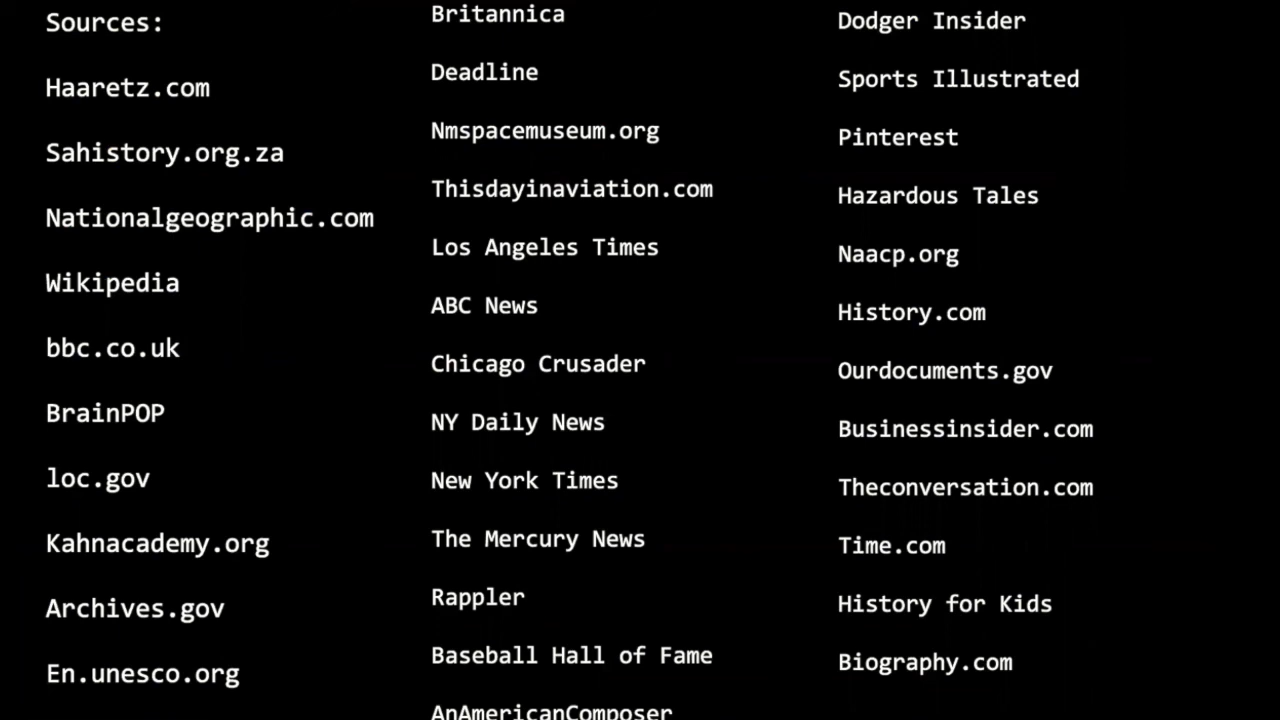 Sources:
Haaretz.com
Sahistory.org.za
Nationalgeographic.com
Wikipedia
bbc.co.uk
BrainPOP
loc.gov
Kahnacademy.org
Archives.gov
En.unesco.org
Britannica
Deadline
Nmspacemuseum.org
Thisdayinaviation.com
Los Angeles Times
ABC News
Chicago Crusader
NY Daily News
New York Times
The Mercury News
Rappler
Baseball Hall of Fame
AnAmericanComposer
Dodger Insider
Sports Illustrated
Pinterest
Hazardous Tales
Naacp.org
History.com
Ourdocuments.gov
Businessinsider.com
Theconversation.com
Time.com
History for Kids
Biography.com